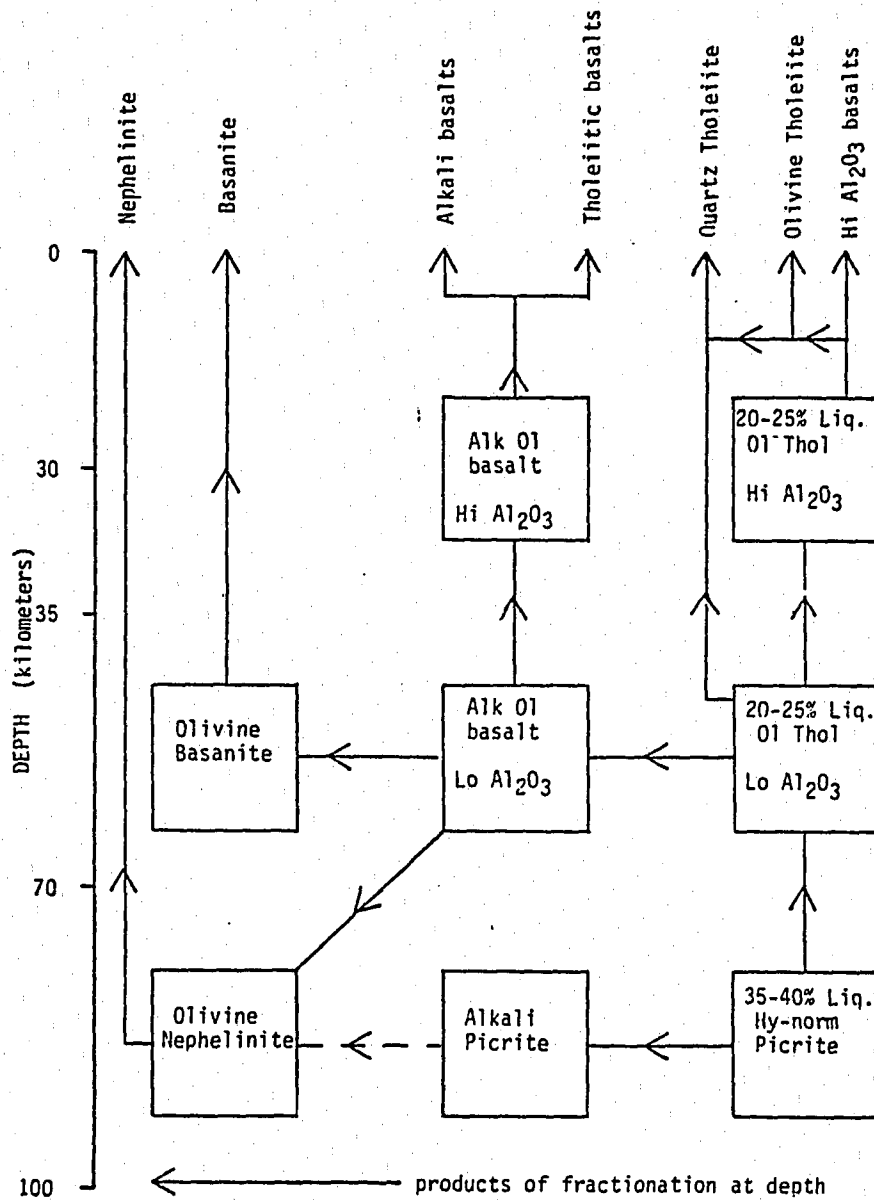 Nephelinite
Basanite
Alkali basalts
Tholeiitic basalts
Quartz Tholeiite
Olivine Tholeiite
Hi Al₂O₃ basalts
0
30
35
70
100
DEPTH (kilometers)
Alk Ol
basalt
Hi Al₂O₃
20-25% Liq.
Ol Thol
Hi Al₂O₃
Olivine
Basanite
Alk Ol
basalt
Lo Al₂O₃
20-25% Liq.
Ol Thol
Lo Al₂O₃
Olivine
Nephelinite
Alkali
Picrite
35-40% Liq.
Hy-norm
Picrite
products of fractionation at depth